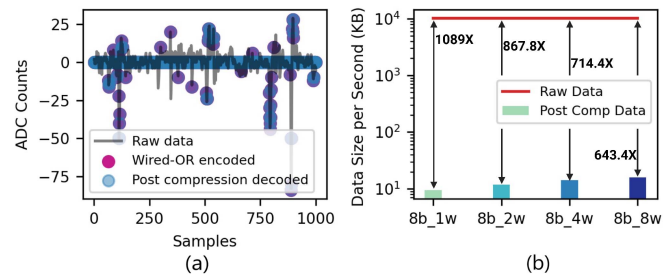 25
0
−25
−50
−75
ADC Counts
Raw data
Wired-OR encoded
Post compression decoded
0
250
500
750
1000
Samples
(a)
Data Size per Second (KB)
10⁴
10³
10²
10¹
1089X
867.8X
714.4X
643.4X
Raw Data
Post Comp Data
8b_1w
8b_2w
8b_4w
8b_8w
(b)